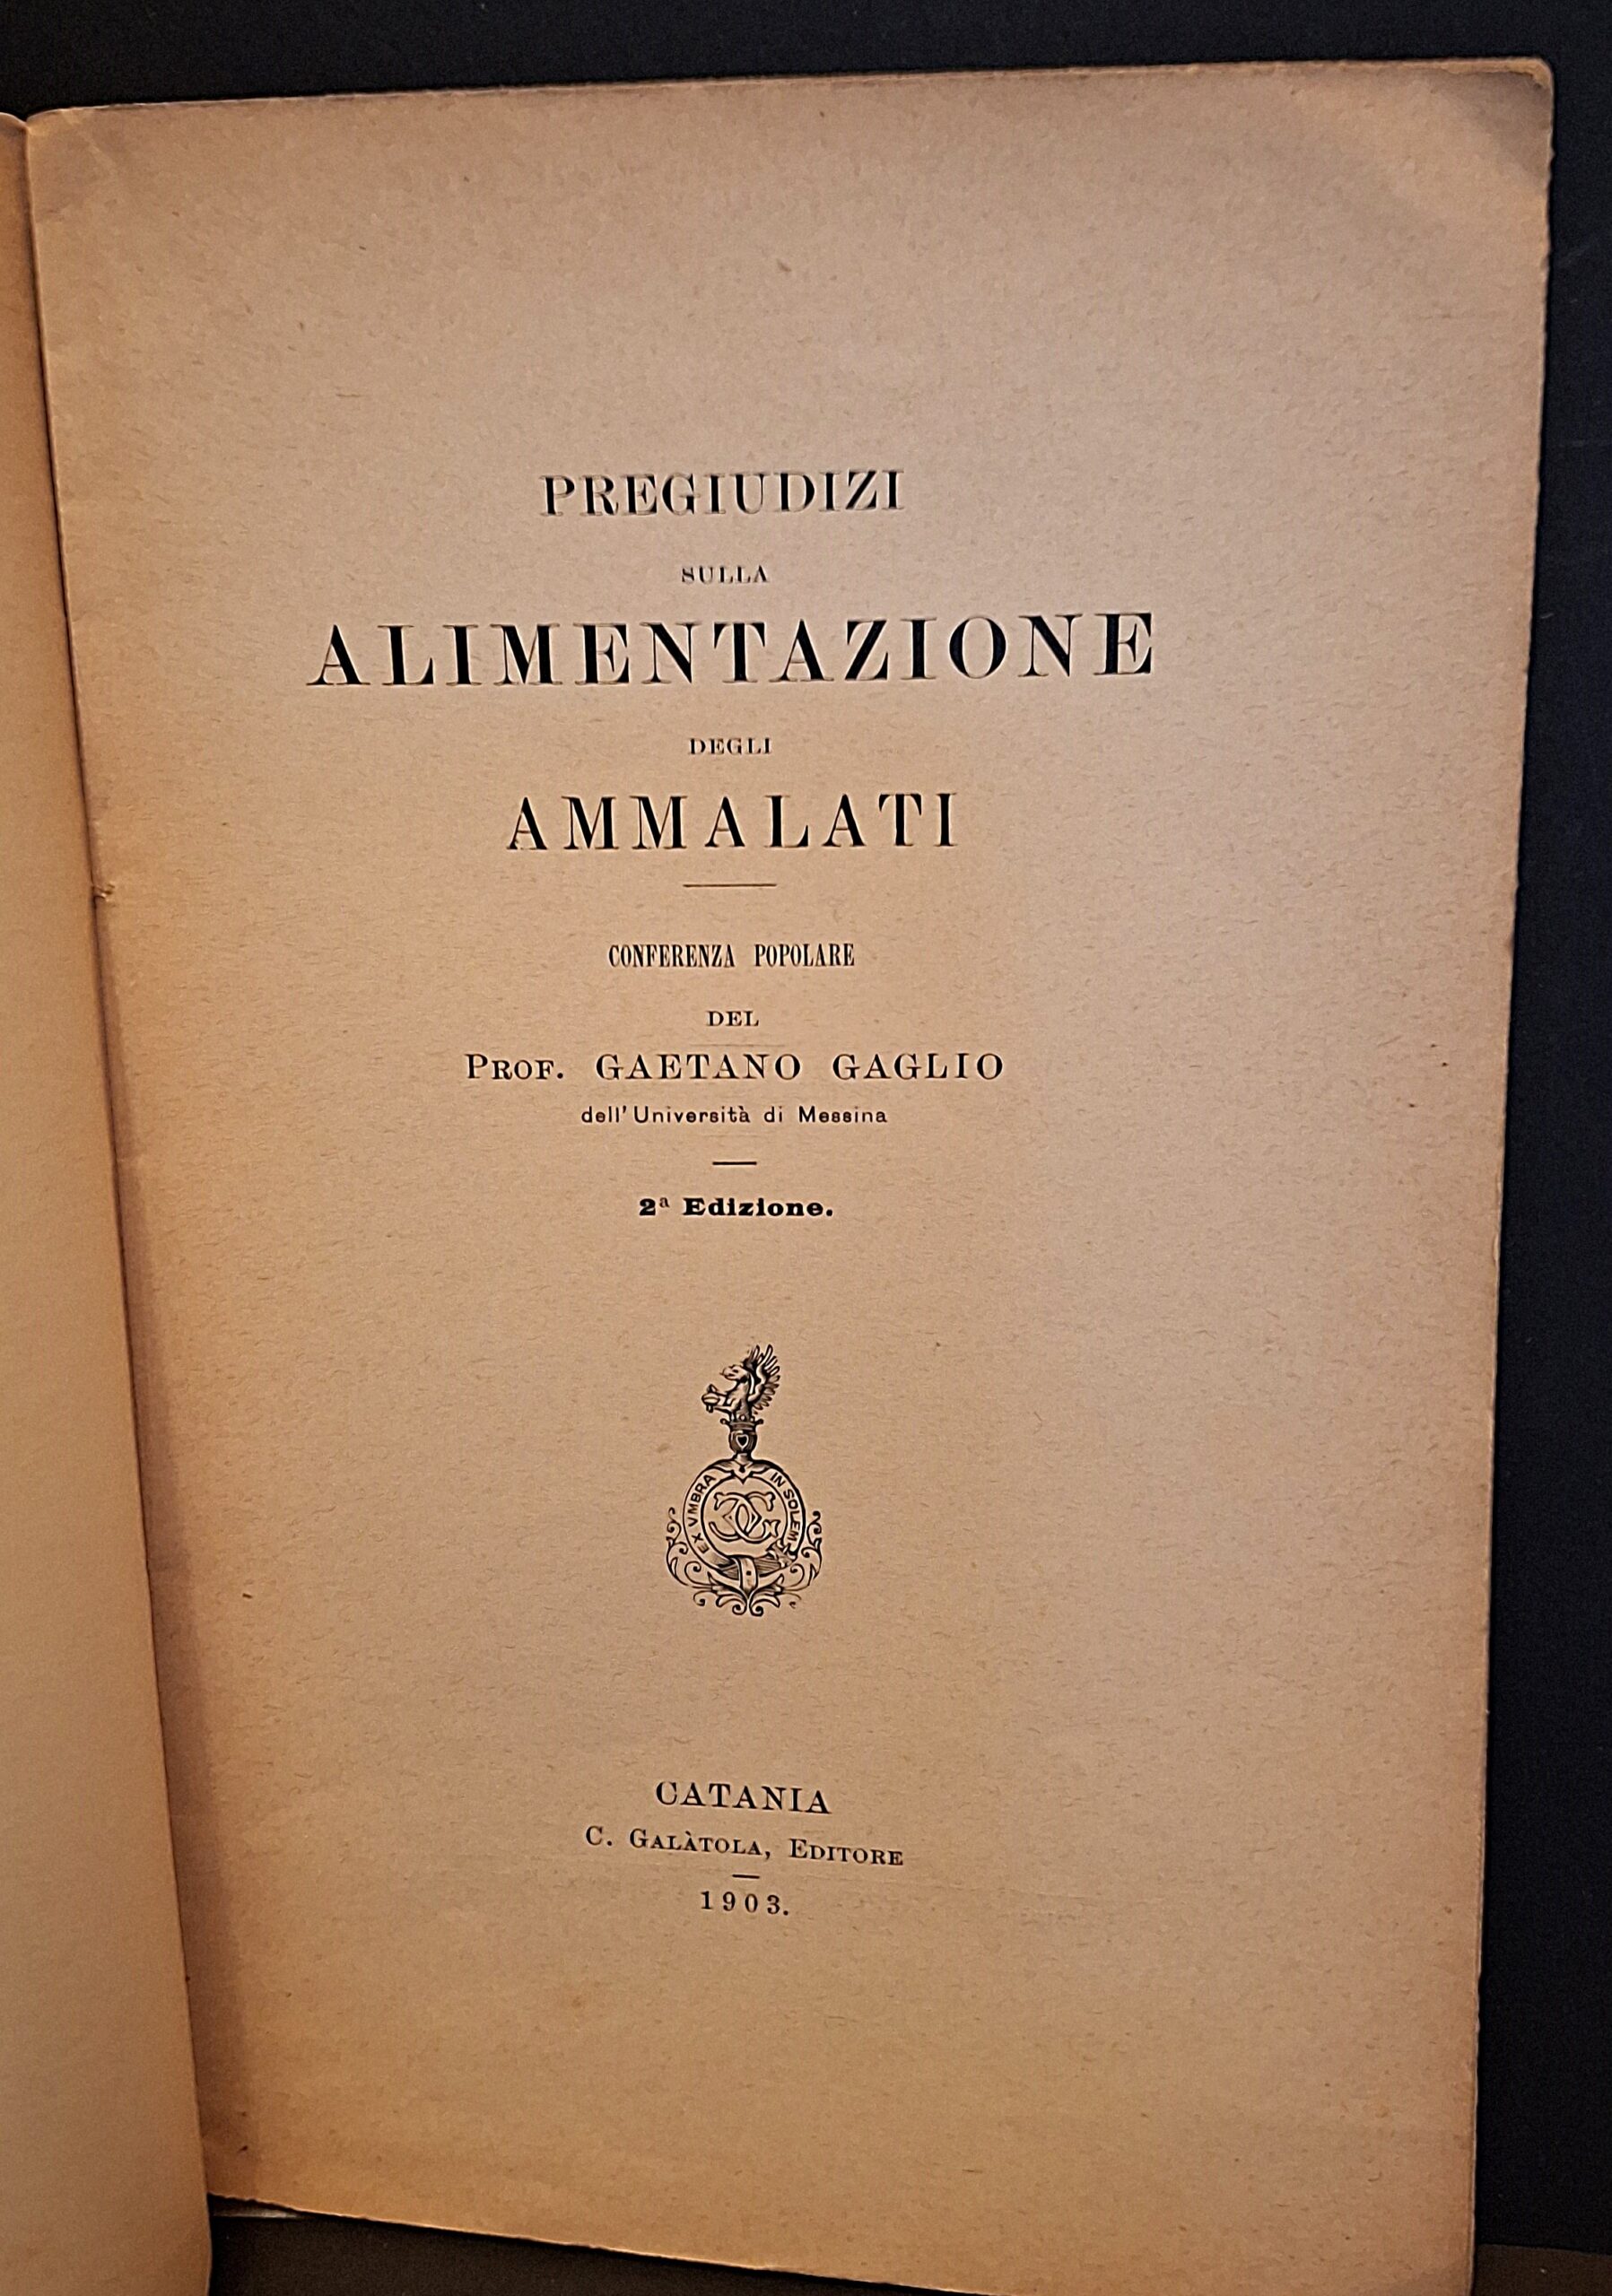 PREGIUDIZI
SULLA
ALIMENTAZIONE
DEGLI
AMMALATI
CONFERENZA POPOLARE
DEL
PROF. GAETANO GAGLIO
dell'Università di Messina
2ª Edizione.
EX VMBRA IN SOLEM
CATANIA
C. GALÀTOLA, EDITORE
1903.